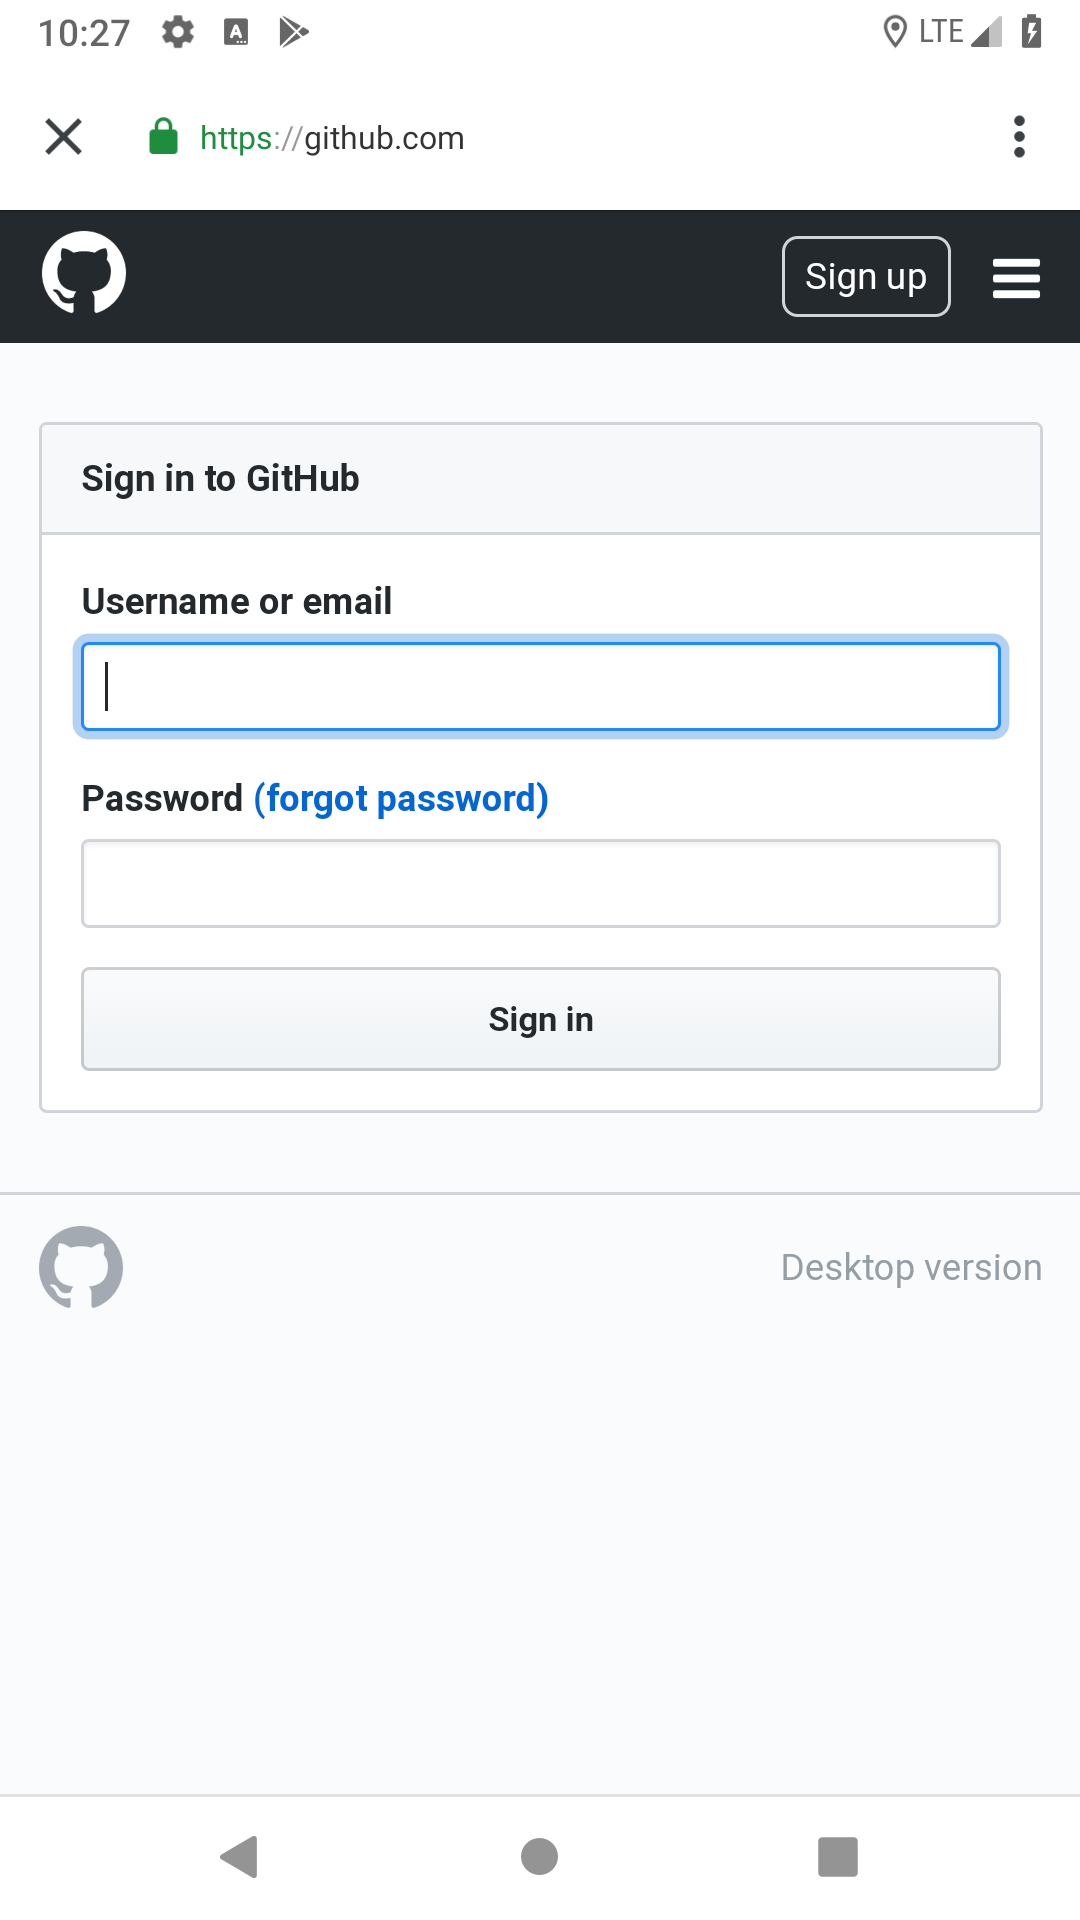 10:27 LTE
https://github.com
Sign up
Sign in to GitHub
Username or email
Password (forgot password)
Sign in
Desktop version